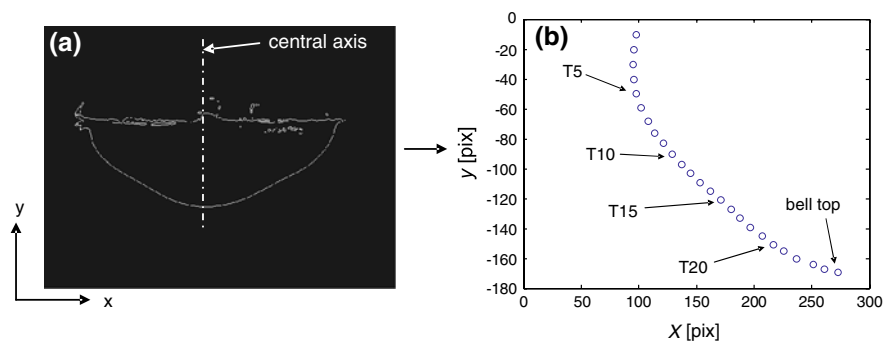 (a)
central axis
y
x
(b)
-0
-20
-40
-60
-80
-100
-120
-140
-160
-180
y [pix]
T5
T10
T15
T20
bell top
0
50
100
150
200
250
300
X [pix]